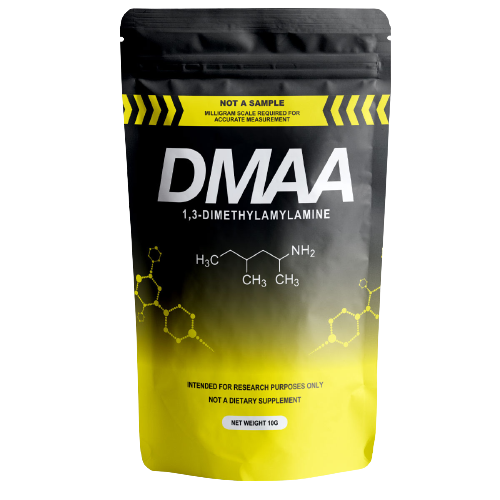 NOT A SAMPLE
MILLIGRAM SCALE REQUIRED FOR
ACCURATE MEASUREMENT
DMAA
1,3-DIMETHYLAMYLAMINE
H₃C
NH₂
CH₃ CH₃
INTENDED FOR RESEARCH PURPOSES ONLY
NOT A DIETARY SUPPLEMENT
NET WEIGHT 10G